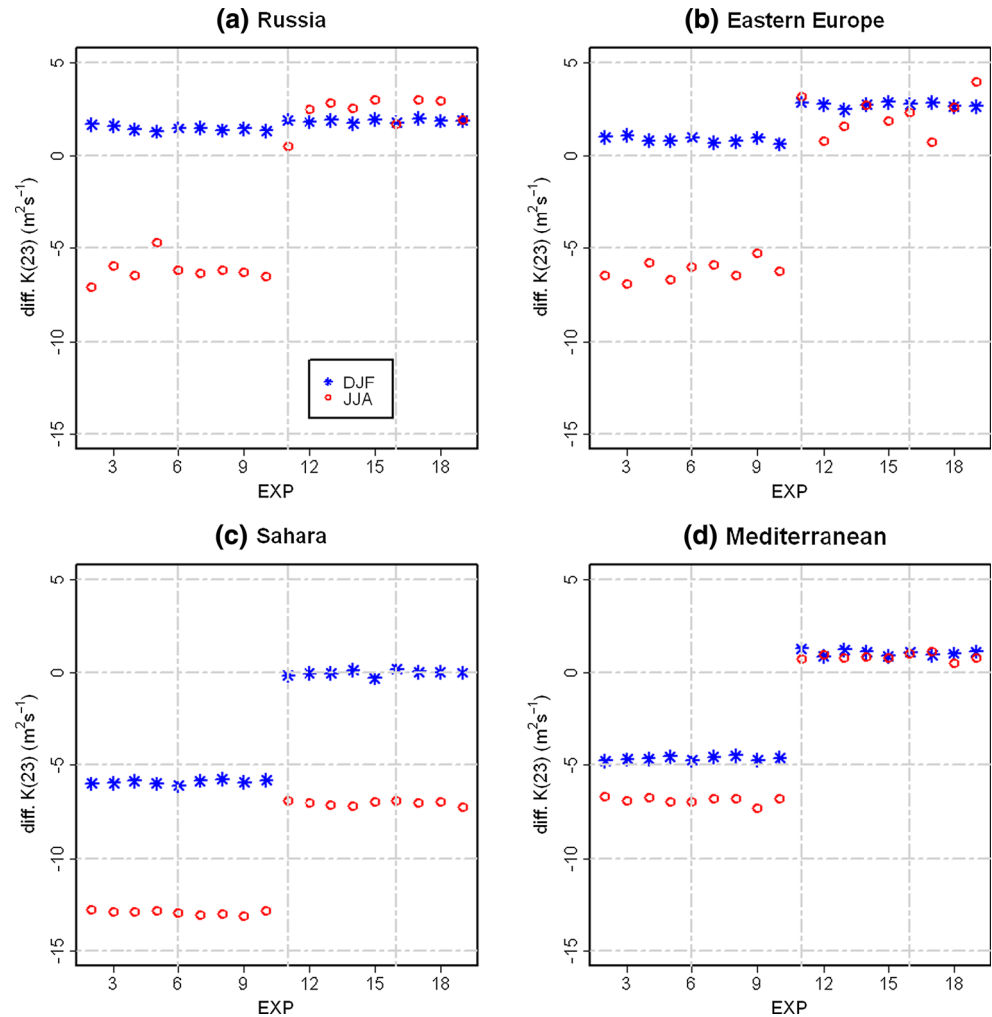 (a) Russia
diff. K(23) (m²s⁻¹)
5
0
-5
-10
-15
DJF
JJA
3 6 9 12 15 18
EXP
(b) Eastern Europe
diff. K(23) (m²s⁻¹)
5
0
-5
-10
-15
3 6 9 12 15 18
EXP
(c) Sahara
diff. K(23) (m²s⁻¹)
5
0
-5
-10
-15
3 6 9 12 15 18
EXP
(d) Mediterranean
diff. K(23) (m²s⁻¹)
5
0
-5
-10
-15
3 6 9 12 15 18
EXP